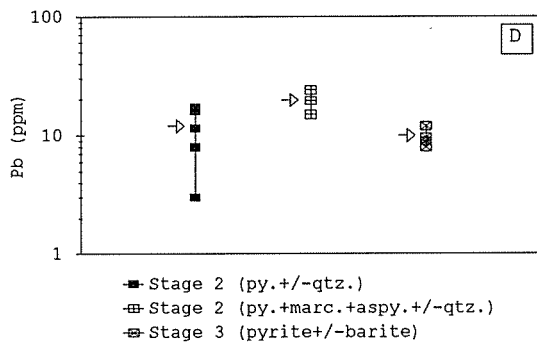 100
D
Pb (ppm)
10
1
Stage 2 (py.+/-qtz.)
Stage 2 (py.+marc.+aspy.+/-qtz.)
Stage 3 (pyrite+/-barite)